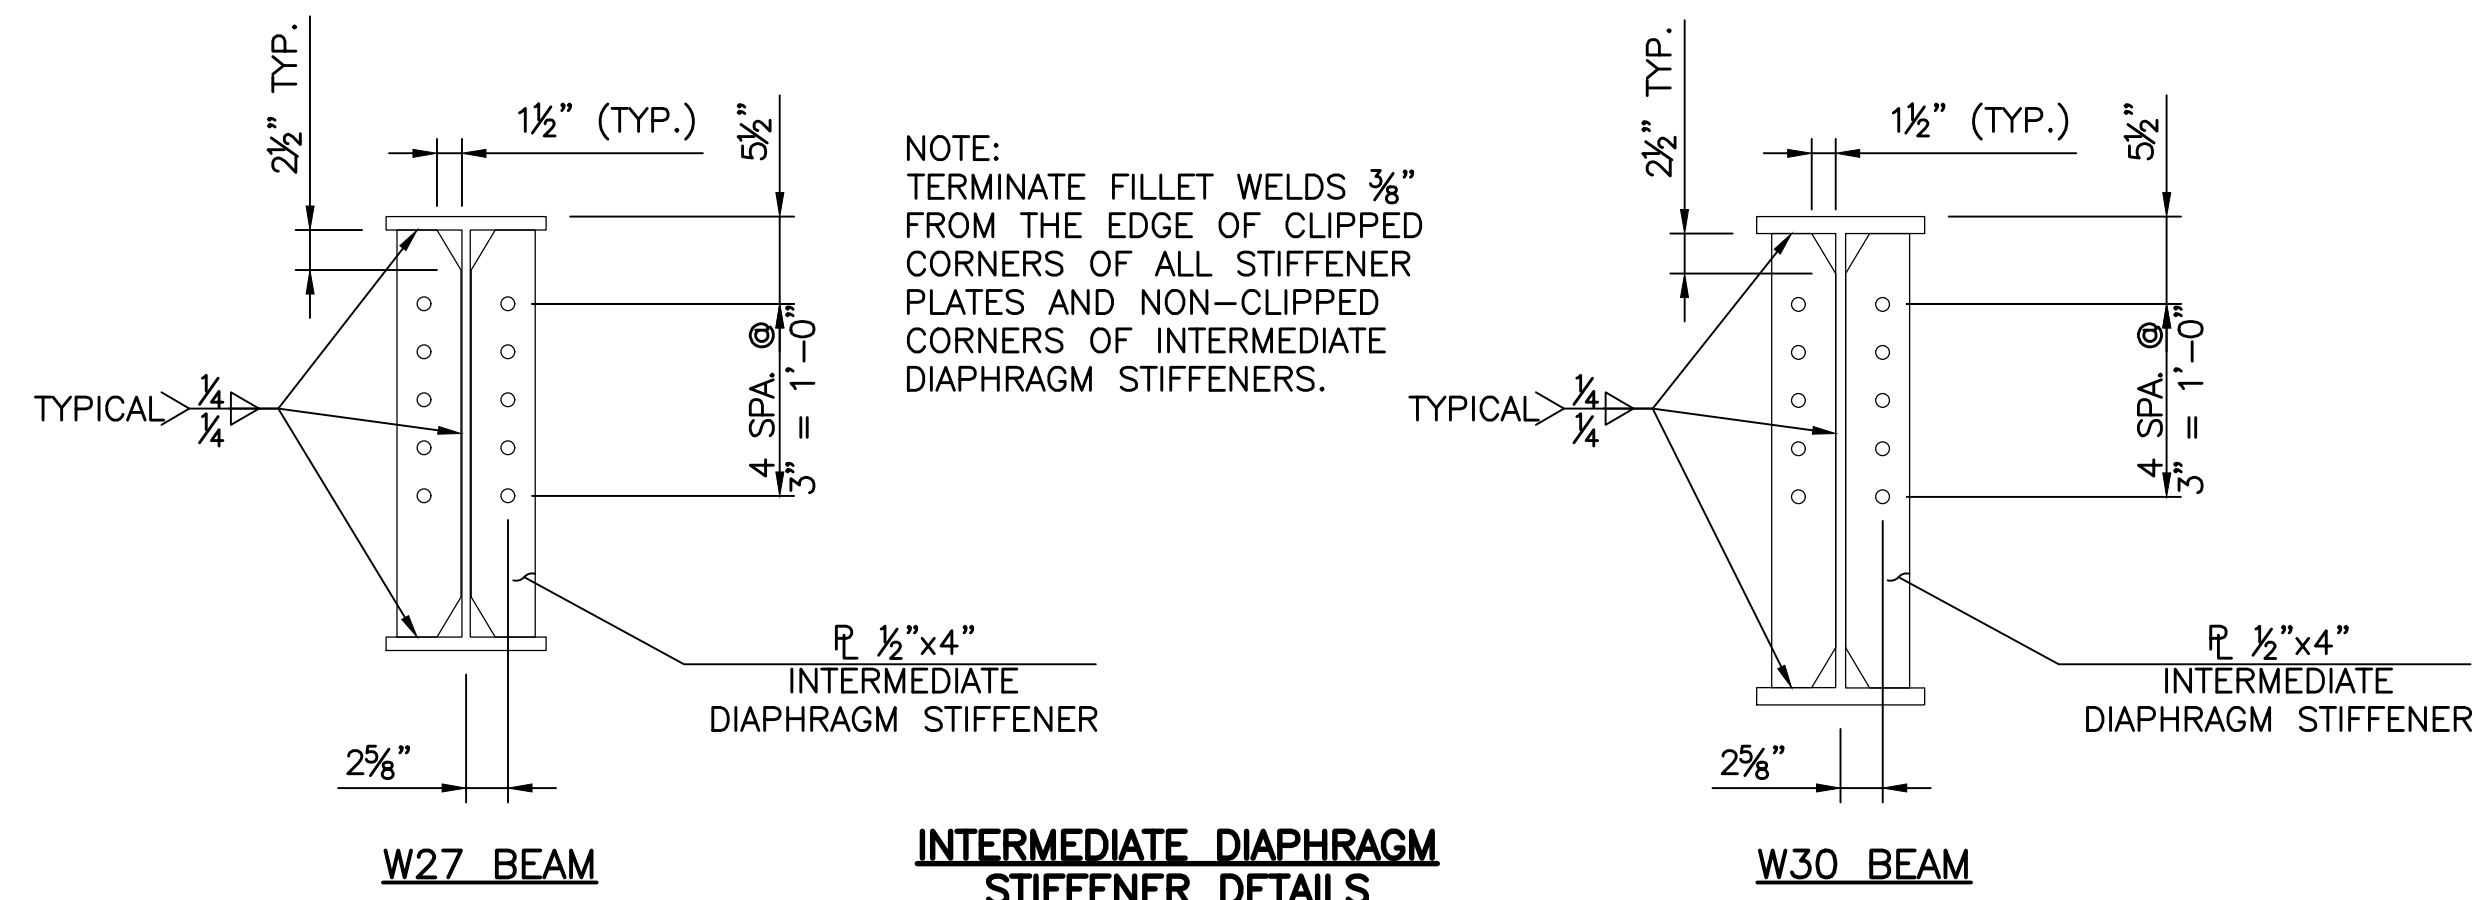 2½" TYP.
1½" (TYP.)
5½"
TYPICAL
¼
¼
4 SPA. @
3" = 1'-0"
PL ½"x4"
INTERMEDIATE
DIAPHRAGM STIFFENER
2⅝"
W27 BEAM
NOTE:
TERMINATE FILLET WELDS ⅜"
FROM THE EDGE OF CLIPPED
CORNERS OF ALL STIFFENER
PLATES AND NON-CLIPPED
CORNERS OF INTERMEDIATE
DIAPHRAGM STIFFENERS.
2½" TYP.
1½" (TYP.)
5½"
TYPICAL
¼
¼
4 SPA. @
3" = 1'-0"
PL ½"x4"
INTERMEDIATE
DIAPHRAGM STIFFENER
2⅝"
W30 BEAM
INTERMEDIATE DIAPHRAGM
STIFFENER DETAILS